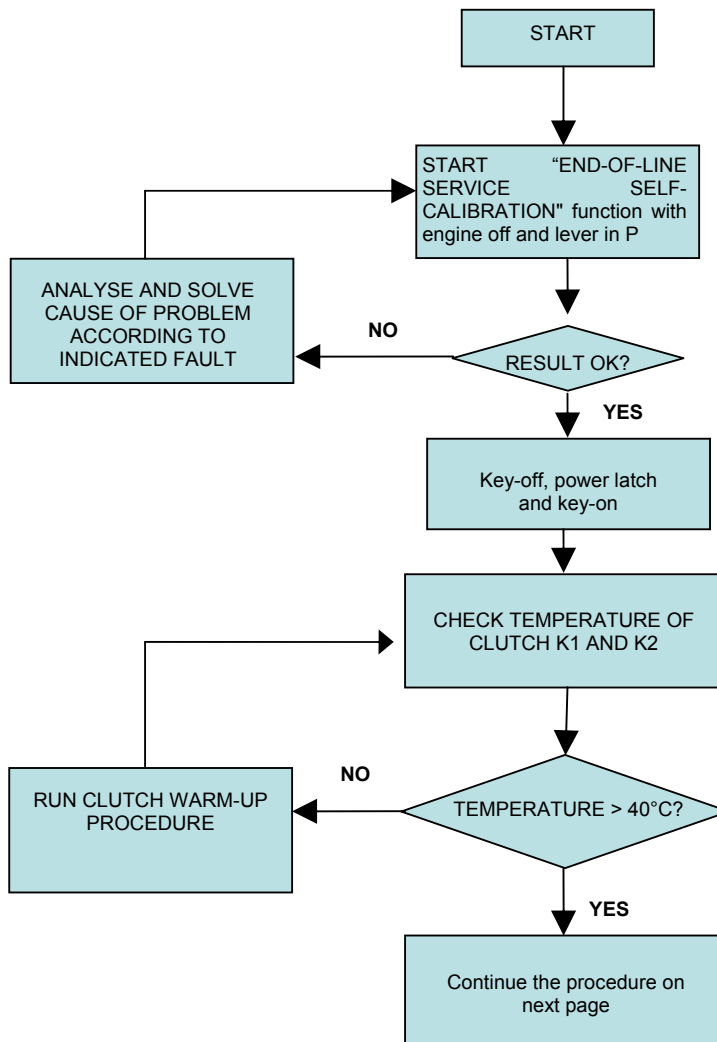 START
START "END-OF-LINE
SERVICE SELF-
CALIBRATION" function with
engine off and lever in P
ANALYSE AND SOLVE
CAUSE OF PROBLEM
ACCORDING TO
INDICATED FAULT
NO
RESULT OK?
YES
Key-off, power latch
and key-on
CHECK TEMPERATURE OF
CLUTCH K1 AND K2
NO
RUN CLUTCH WARM-UP
PROCEDURE
TEMPERATURE > 40°C?
YES
Continue the procedure on
next page